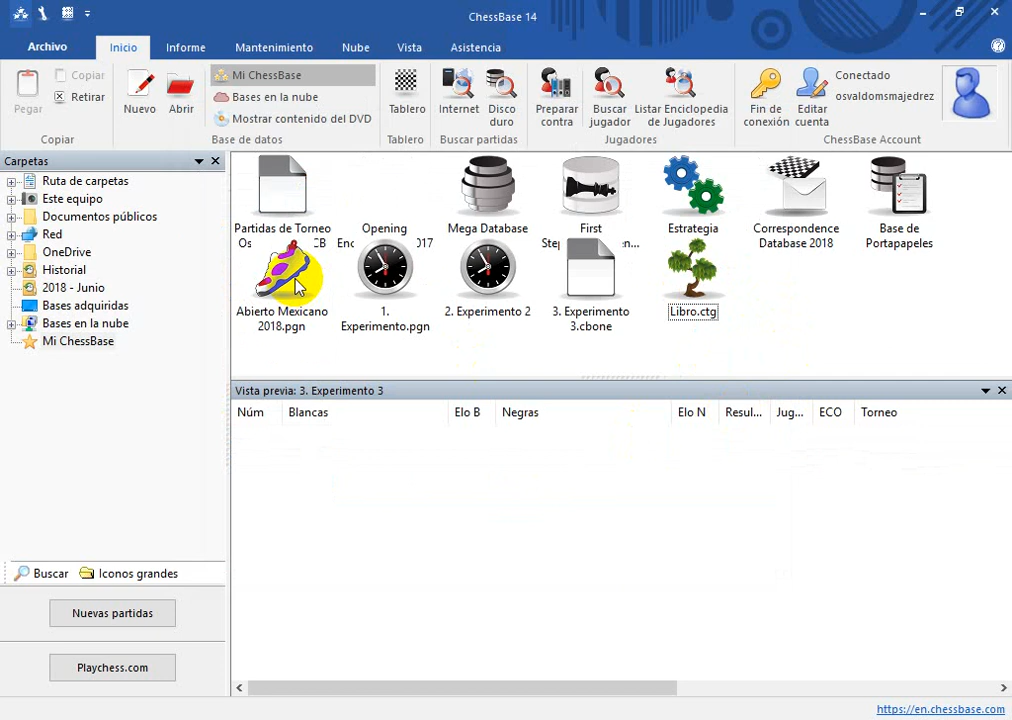 ChessBase 14
Archivo Inicio Informe Mantenimiento Nube Vista Asistencia
Pegar
Copiar
Retirar
Copiar
Nuevo
Abrir
Mi ChessBase
Bases en la nube
Mostrar contenido del DVD
Base de datos
Tablero
Tablero
Internet
Disco
duro
Buscar partidas
Preparar
contra
Buscar
jugador
Listar Enciclopedia
de Jugadores
Jugadores
Fin de
conexión
Editar
cuenta
Conectado
osvaldomsmajedrez
ChessBase Account
Carpetas
Ruta de carpetas
Este equipo
Documentos públicos
Red
OneDrive
Historial
2018 - Junio
Bases adquiridas
Bases en la nube
Mi ChessBase
Buscar Iconos grandes
Nuevas partidas
Playchess.com
Partidas de Torneo
Os CB
Opening
Enc 017
Mega Database
First
Step en...
Estrategia
Correspondence
Database 2018
Base de
Portapapeles
Abierto Mexicano
2018.pgn
1.
Experimento.pgn
2. Experimento 2
3. Experimento
3.cbone
Libro.ctg
Vista previa: 3. Experimento 3
Núm Blancas Elo B Negras Elo N Resul... Jug... ECO Torneo
https://en.chessbase.com